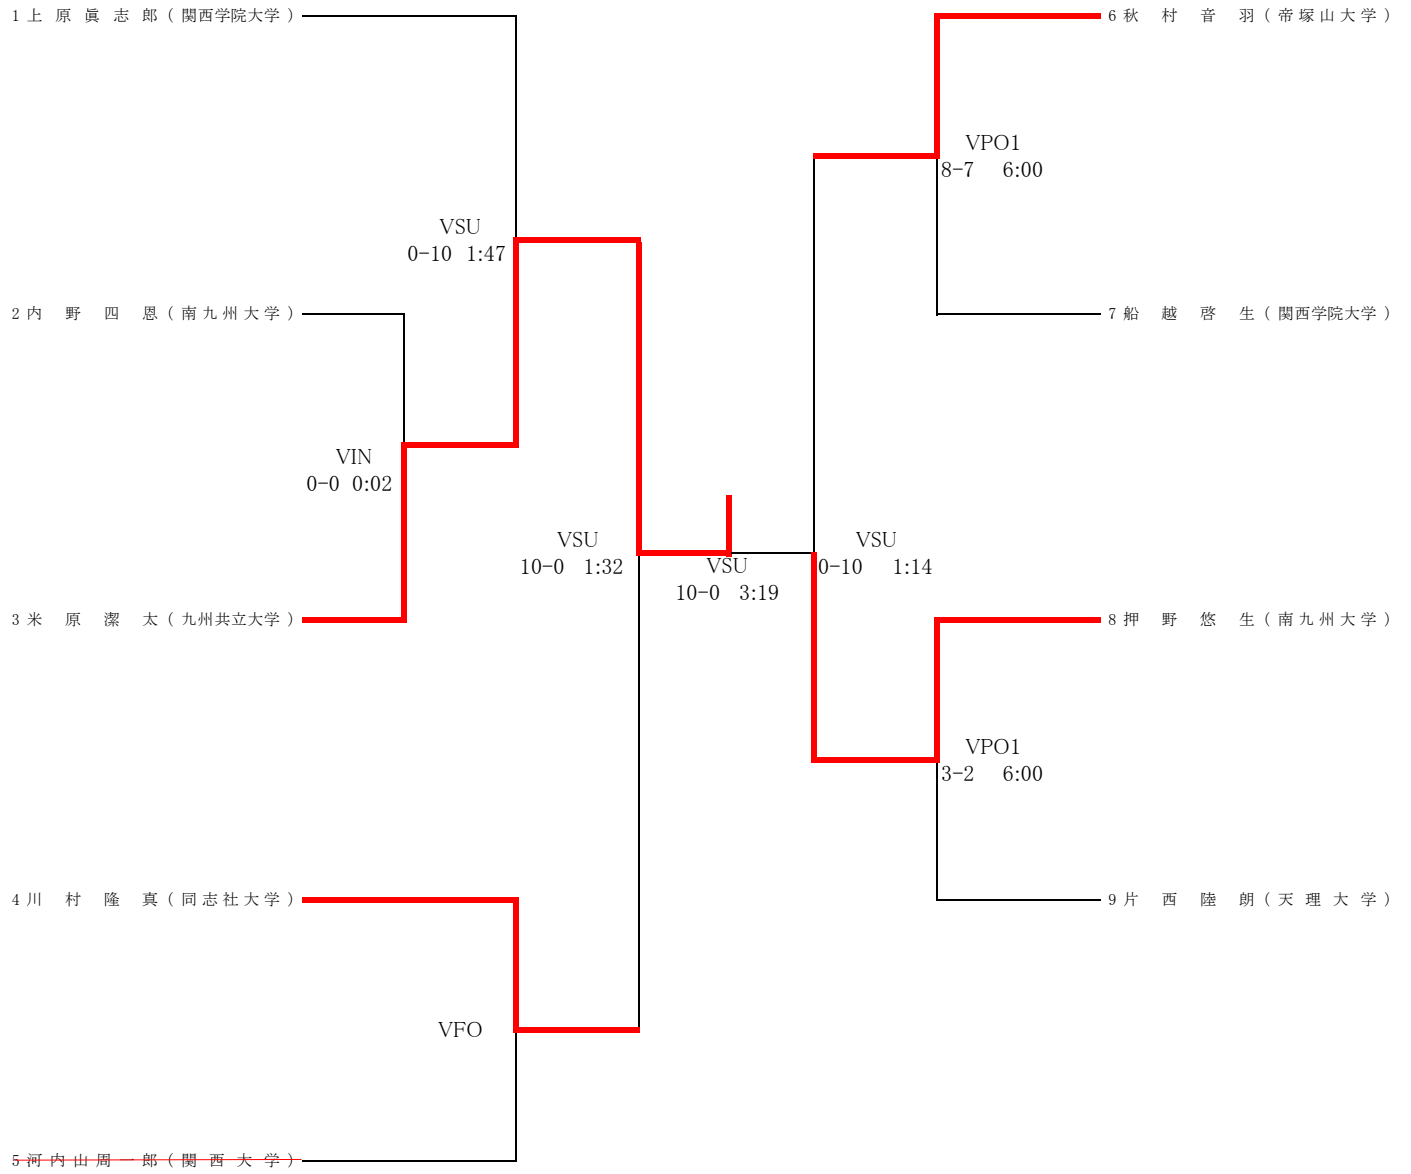 1 上原眞志郎(関西学院大学)
6 秋村音羽(帝塚山大学)
VPO1
8-7 6:00
VSU
0-10 1:47
2 内野四恩(南九州大学)
7 船越啓生(関西学院大学)
VIN
0-0 0:02
VSU
10-0 1:32
VSU
10-0 3:19
VSU
0-10 1:14
3 米原潔太(九州共立大学)
8 押野悠生(南九州大学)
VPO1
3-2 6:00
4 川村隆真(同志社大学)
9 片西陸朗(天理大学)
VFO
5 河内山周一郎(関西大学)